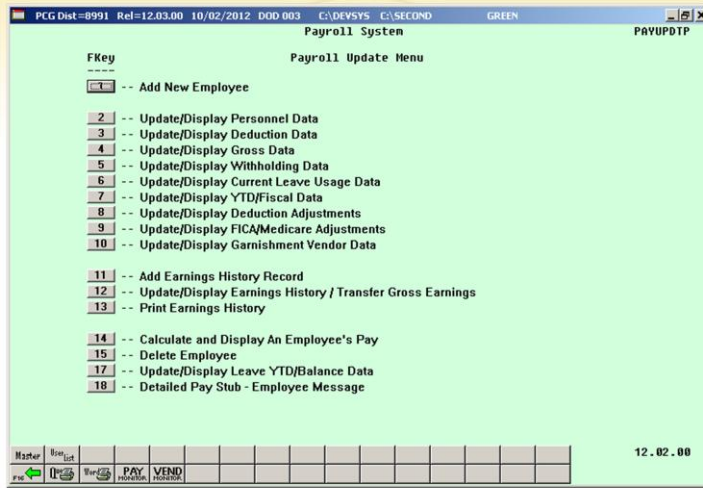 PCG Dist=8991 Rel=12.03.00 10/02/2012 DOD 003 C:\DEVSYS C:\SECOND GREEN
Payroll System PAYUPDTP
FKey Payroll Update Menu
----
1 -- Add New Employee
2 -- Update/Display Personnel Data
3 -- Update/Display Deduction Data
4 -- Update/Display Gross Data
5 -- Update/Display Withholding Data
6 -- Update/Display Current Leave Usage Data
7 -- Update/Display YTD/Fiscal Data
8 -- Update/Display Deduction Adjustments
9 -- Update/Display FICA/Medicare Adjustments
10 -- Update/Display Garnishment Vendor Data
11 -- Add Earnings History Record
12 -- Update/Display Earnings History / Transfer Gross Earnings
13 -- Print Earnings History
14 -- Calculate and Display An Employee's Pay
15 -- Delete Employee
17 -- Update/Display Leave YTD/Balance Data
18 -- Detailed Pay Stub - Employee Message
Master User List 12.02.00
F16 Word PAY MONITOR VEND MONITOR